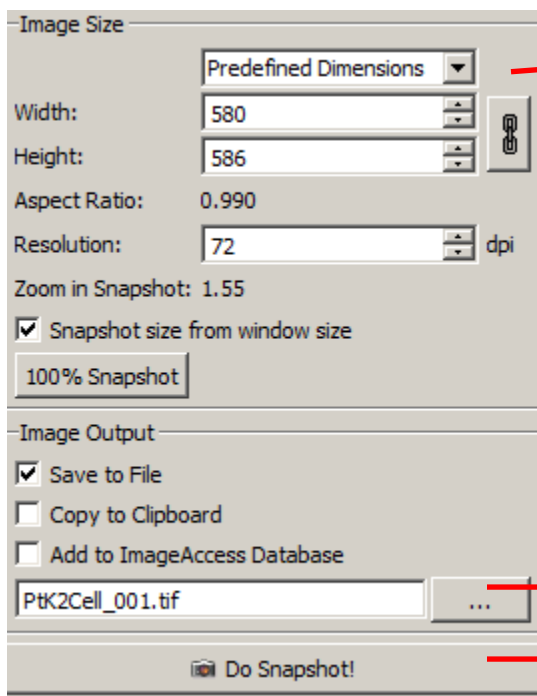 Image Size
Predefined Dimensions
Width: 580
Height: 586
Aspect Ratio: 0.990
Resolution: 72 dpi
Zoom in Snapshot: 1.55
Snapshot size from window size
100% Snapshot
Image Output
Save to File
Copy to Clipboard
Add to ImageAccess Database
PtK2Cell_001.tif ...
Do Snapshot!